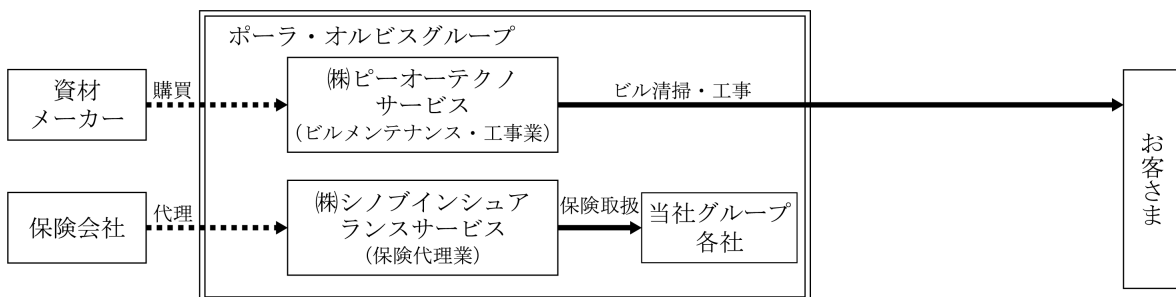 ポーラ・オルビスグループ
資材
メーカー
購買
㈱ピーオーテクノ
サービス
(ビルメンテナンス・工事業)
ビル清掃・工事
お客さま
保険会社
代理
㈱シノブインシュア
ランスサービス
(保険代理業)
保険取扱
当社グループ
各社